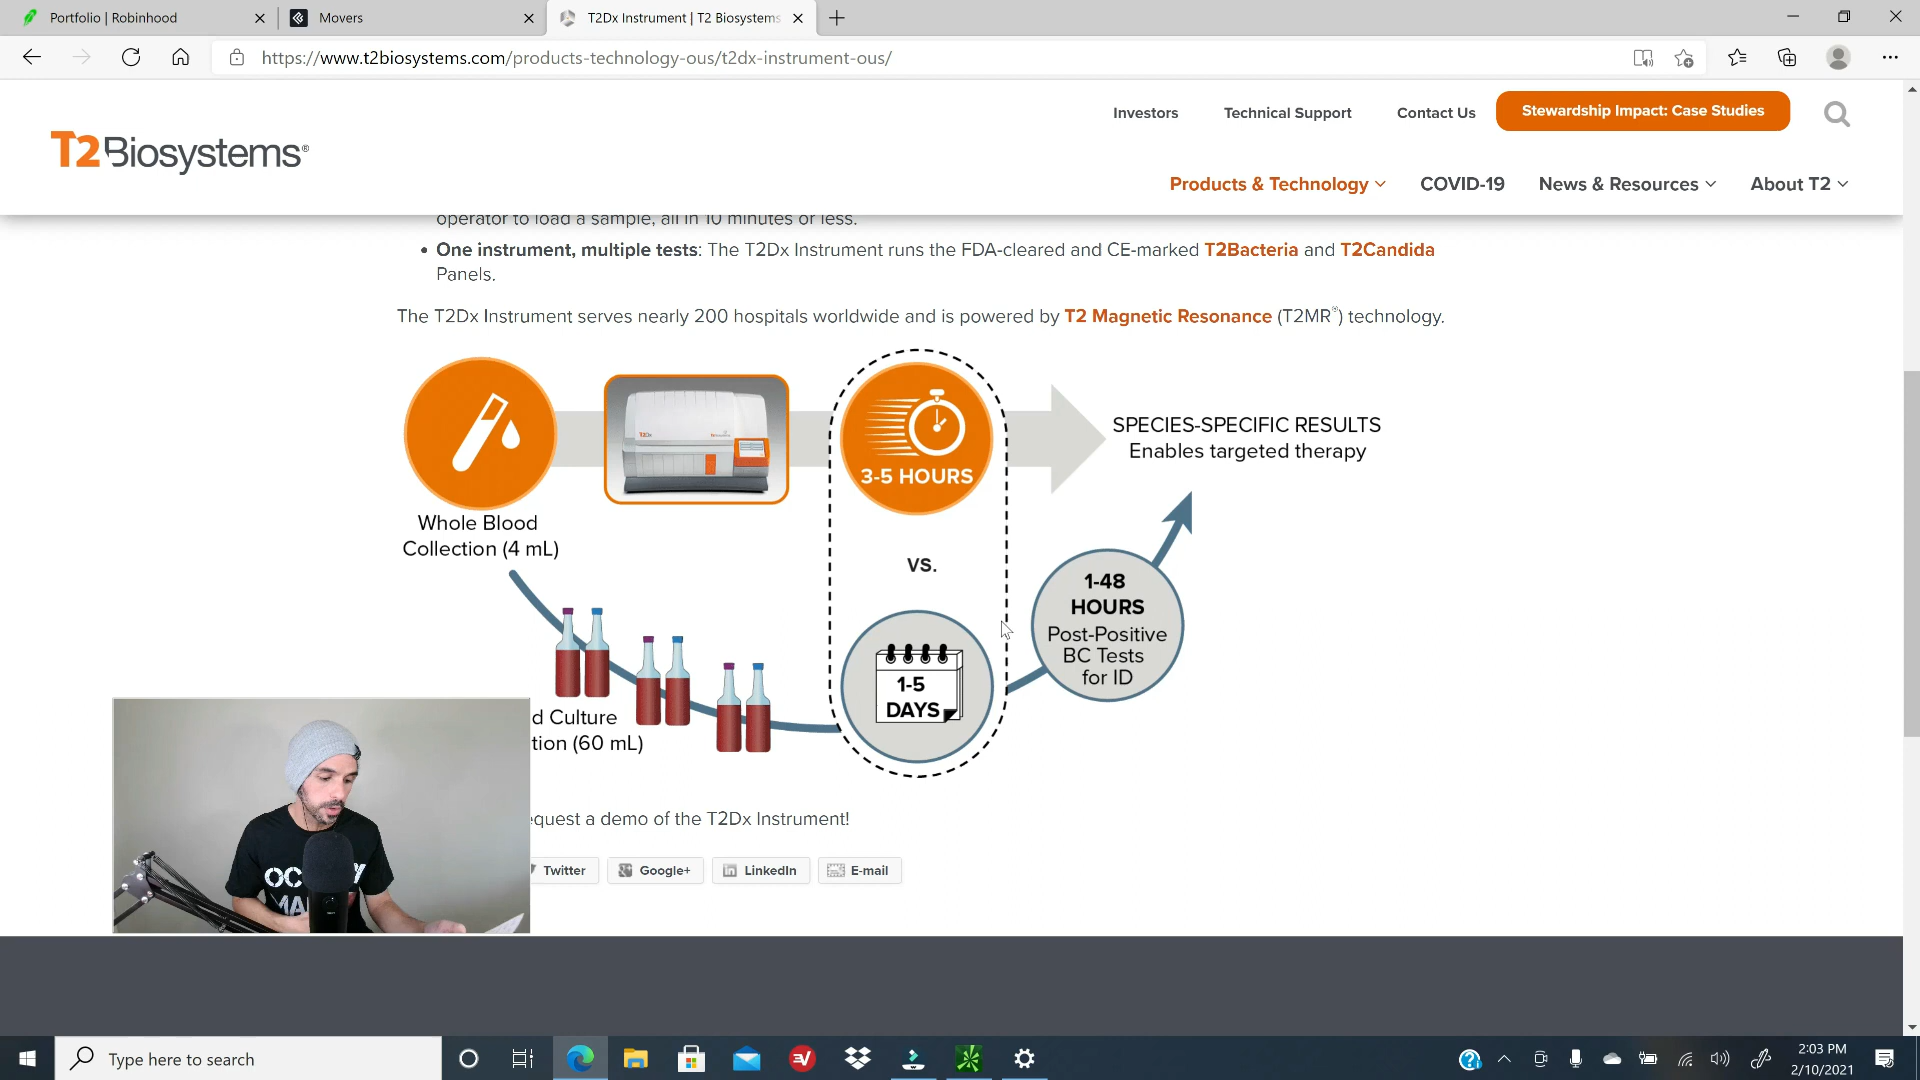 Portfolio | Robinhood
Movers
T2Dx Instrument | T2 Biosystems
https://www.t2biosystems.com/products-technology-ous/t2dx-instrument-ous/
Investors
Technical Support
Contact Us
Stewardship Impact: Case Studies
T2Biosystems®
Products & Technology
COVID-19
News & Resources
About T2
operator to load a sample, all in 10 minutes or less.
• One instrument, multiple tests: The T2Dx Instrument runs the FDA-cleared and CE-marked T2Bacteria and T2Candida
Panels.
The T2Dx Instrument serves nearly 200 hospitals worldwide and is powered by T2 Magnetic Resonance (T2MR®) technology.
T2Dx
3-5 HOURS
SPECIES-SPECIFIC RESULTS
Enables targeted therapy
Whole Blood
Collection (4 mL)
VS.
1-48
HOURS
Post-Positive
BC Tests
for ID
1-5
DAYS
d Culture
tion (60 mL)
equest a demo of the T2Dx Instrument!
Twitter
Google+
LinkedIn
E-mail
Type here to search
2:03 PM
2/10/2021